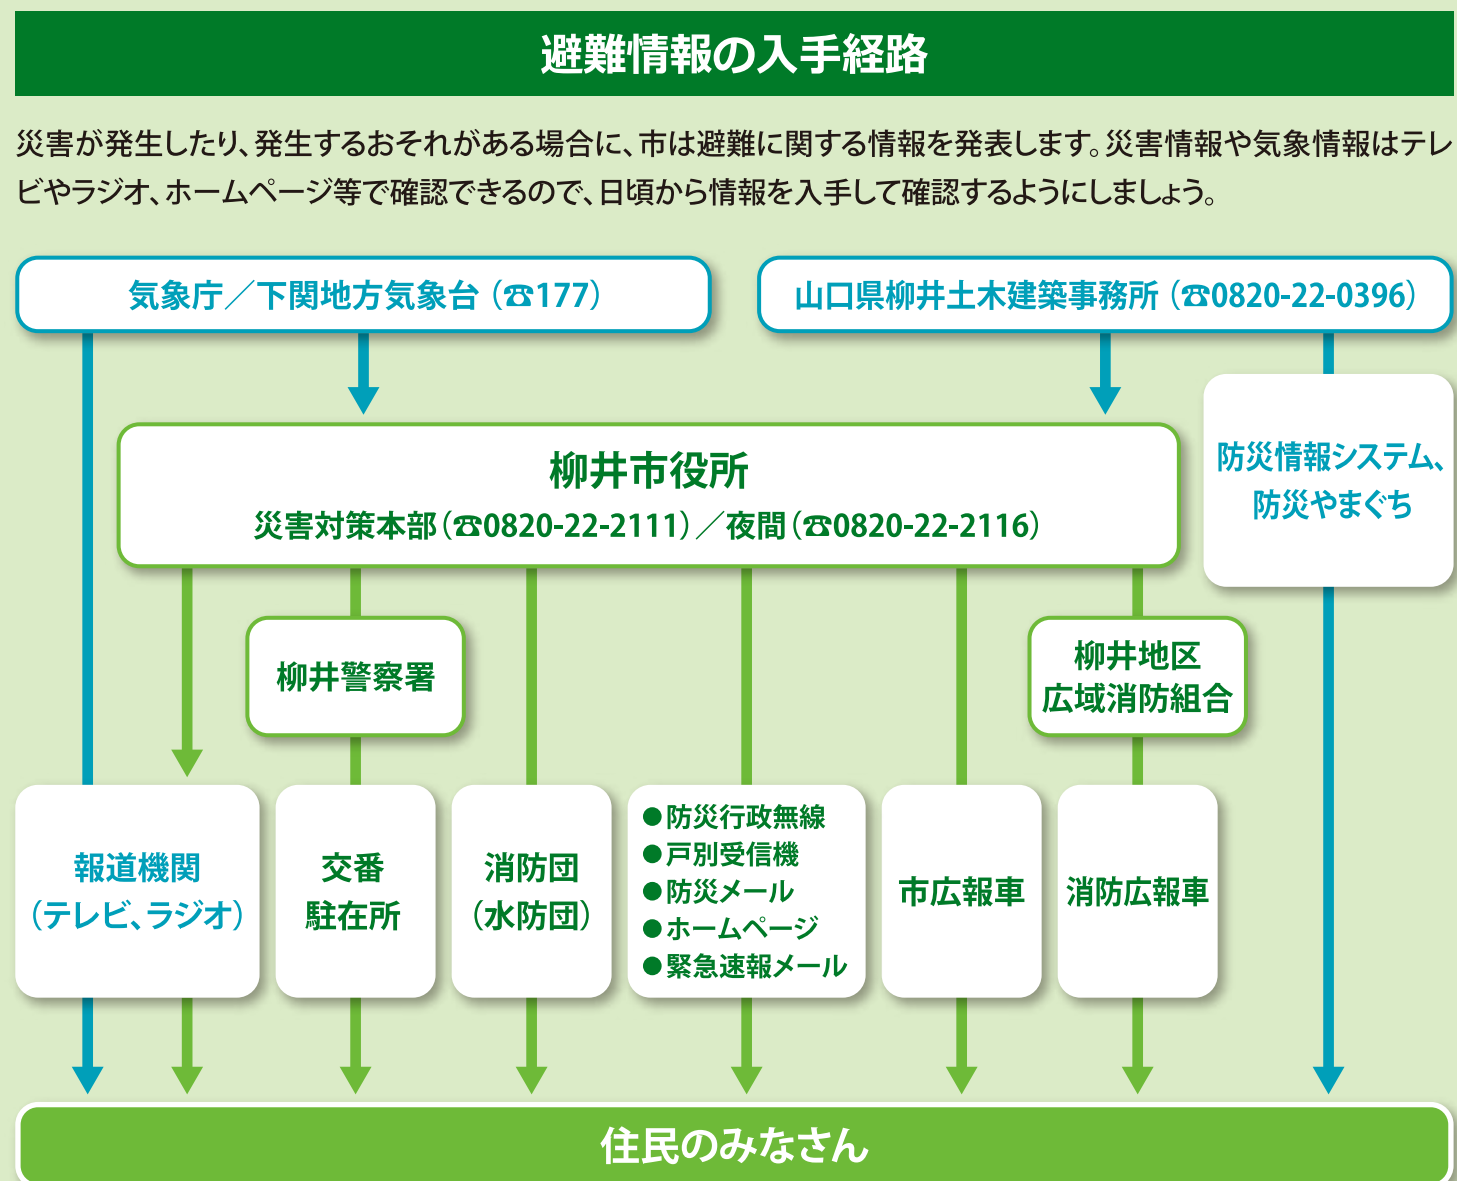 避難情報の入手経路
災害が発生したり、発生するおそれがある場合に、市は避難に関する情報を発表します。災害情報や気象情報はテレ
ビやラジオ、ホームページ等で確認できるので、日頃から情報を入手して確認するようにしましょう。
気象庁／下関地方気象台（☎177）
山口県柳井土木建築事務所（☎0820-22-0396）
柳井市役所
災害対策本部（☎0820-22-2111）／夜間（☎0820-22-2116）
防災情報システム、
防災やまぐち
柳井警察署
柳井地区
広域消防組合
報道機関
（テレビ、ラジオ）
交番
駐在所
消防団
（水防団）
●防災行政無線
●戸別受信機
●防災メール
●ホームページ
●緊急速報メール
市広報車
消防広報車
住民のみなさん